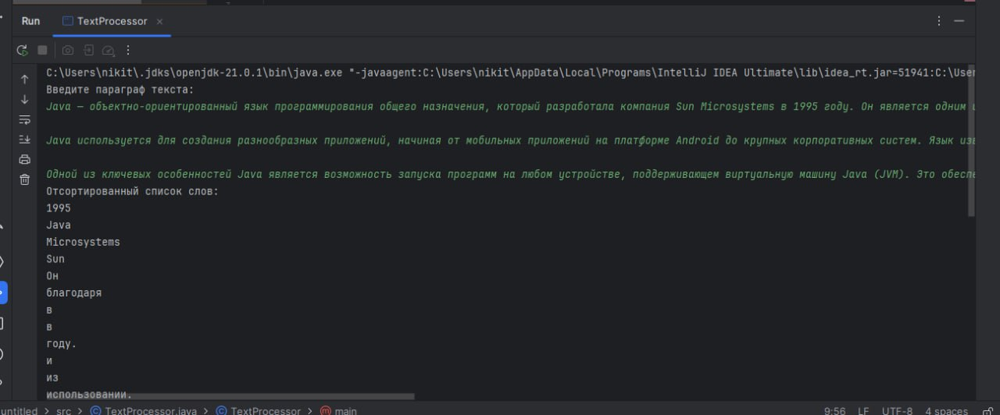 Run TextProcessor
C:\Users\nikit\.jdks\openjdk-21.0.1\bin\java.exe "-javaagent:C:\Users\nikit\AppData\Local\Programs\IntelliJ IDEA Ultimate\lib\idea_rt.jar=51941:C:\User
Введите параграф текста:
Java — объектно-ориентированный язык программирования общего назначения, который разработала компания Sun Microsystems в 1995 году. Он является одним
Java используется для создания разнообразных приложений, начиная от мобильных приложений на платформе Android до крупных корпоративных систем. Язык
Одной из ключевых особенностей Java является возможность запуска программ на любом устройстве, поддерживающем виртуальную машину Java (JVM). Это
Отсортированный список слов:
1995
Java
Microsystems
Sun
Он
благодаря
в
в
году.
и
из
использовании.
untitled > src > TextProcessor.java > TextProcessor > main 9:56 LF UTF-8 4 spaces